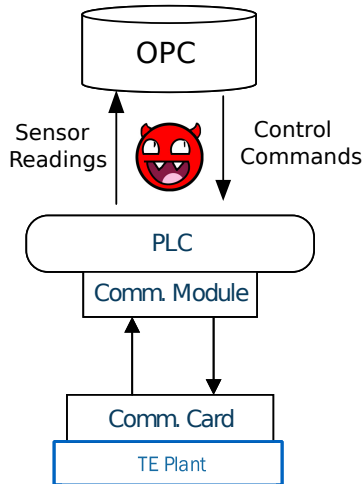 OPC
Sensor
Readings
Control
Commands
PLC
Comm. Module
Comm. Card
TE Plant